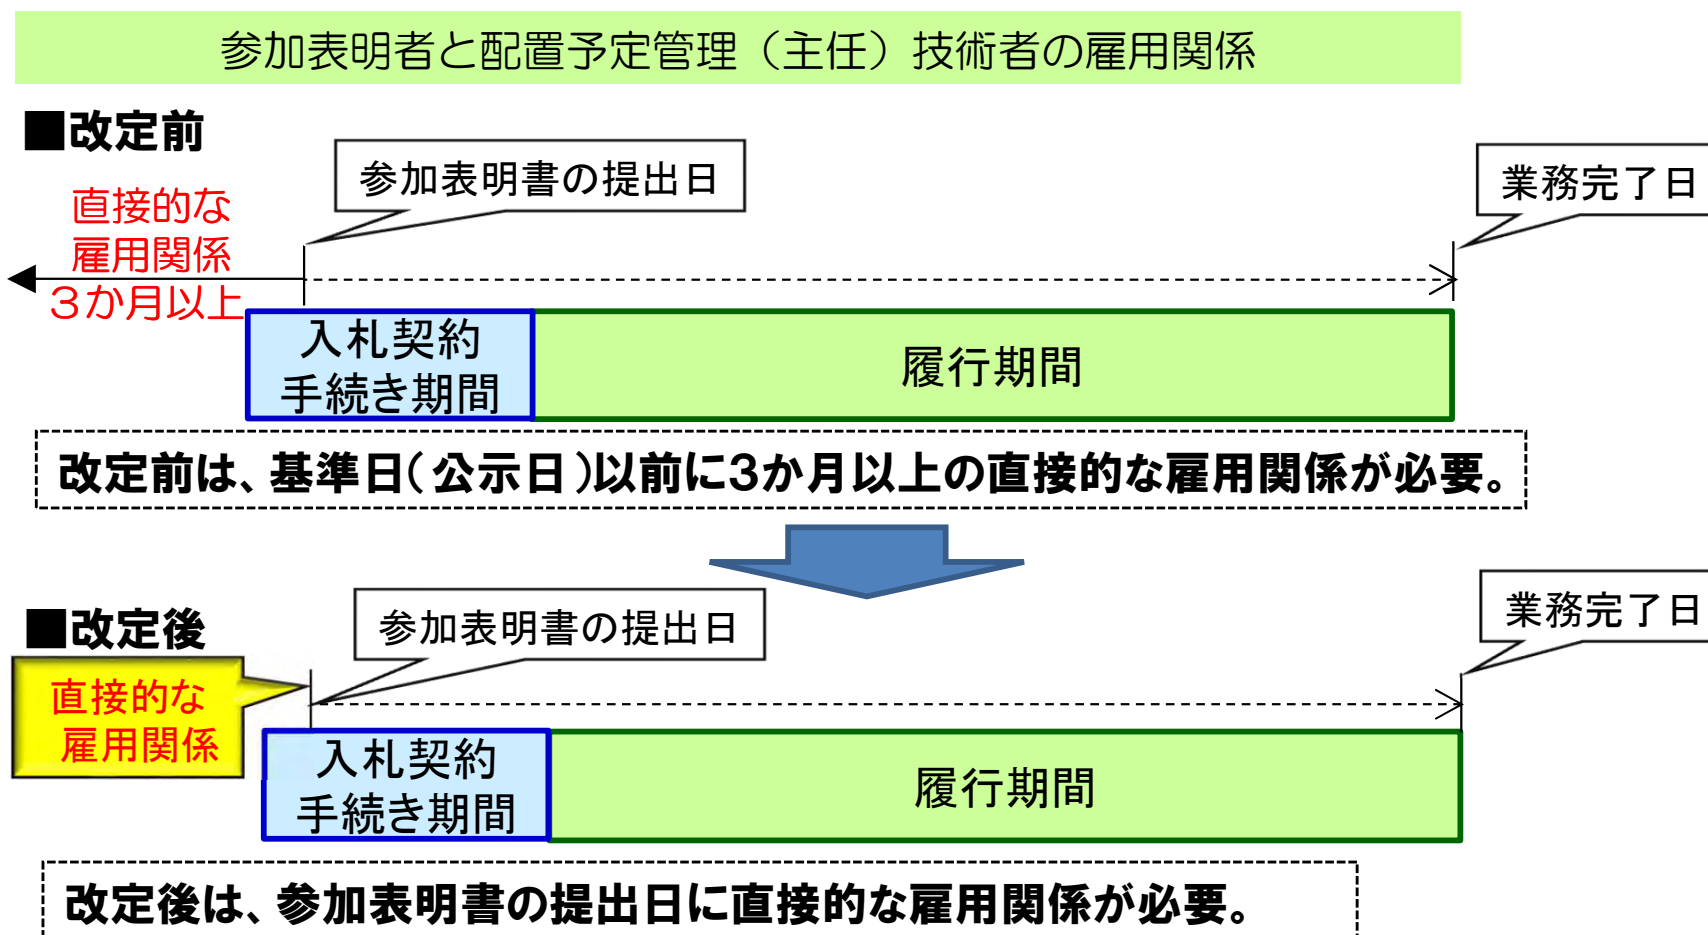 参加表明者と配置予定管理（主任）技術者の雇用関係
■改定前
参加表明書の提出日
業務完了日
直接的な
雇用関係
３か月以上
入札契約
手続き期間
履行期間
改定前は、基準日（公示日）以前に３か月以上の直接的な雇用関係が必要。
■改定後
参加表明書の提出日
業務完了日
直接的な
雇用関係
入札契約
手続き期間
履行期間
改定後は、参加表明書の提出日に直接的な雇用関係が必要。